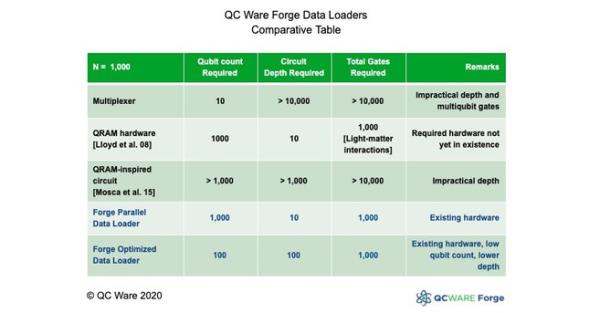 QC Ware Forge Data Loaders
Comparative Table
N = 1,000
Qubit count
Required
Circuit
Depth Required
Total Gates
Required
Remarks
Multiplexer
10
> 10,000
> 10,000
Impractical depth and
multiqubit gates
QRAM hardware
[Lloyd et al. 08]
1000
10
1,000
[Light-matter
interactions]
Required hardware not
yet in existence
QRAM-inspired
circuit
[Mosca et al. 15]
> 1,000
> 1,000
> 10,000
Impractical depth
Forge Parallel
Data Loader
1,000
10
1,000
Existing hardware
Forge Optimized
Data Loader
100
100
1,000
Existing hardware, low
qubit count, lower
depth
© QC Ware 2020
QCWARE Forge